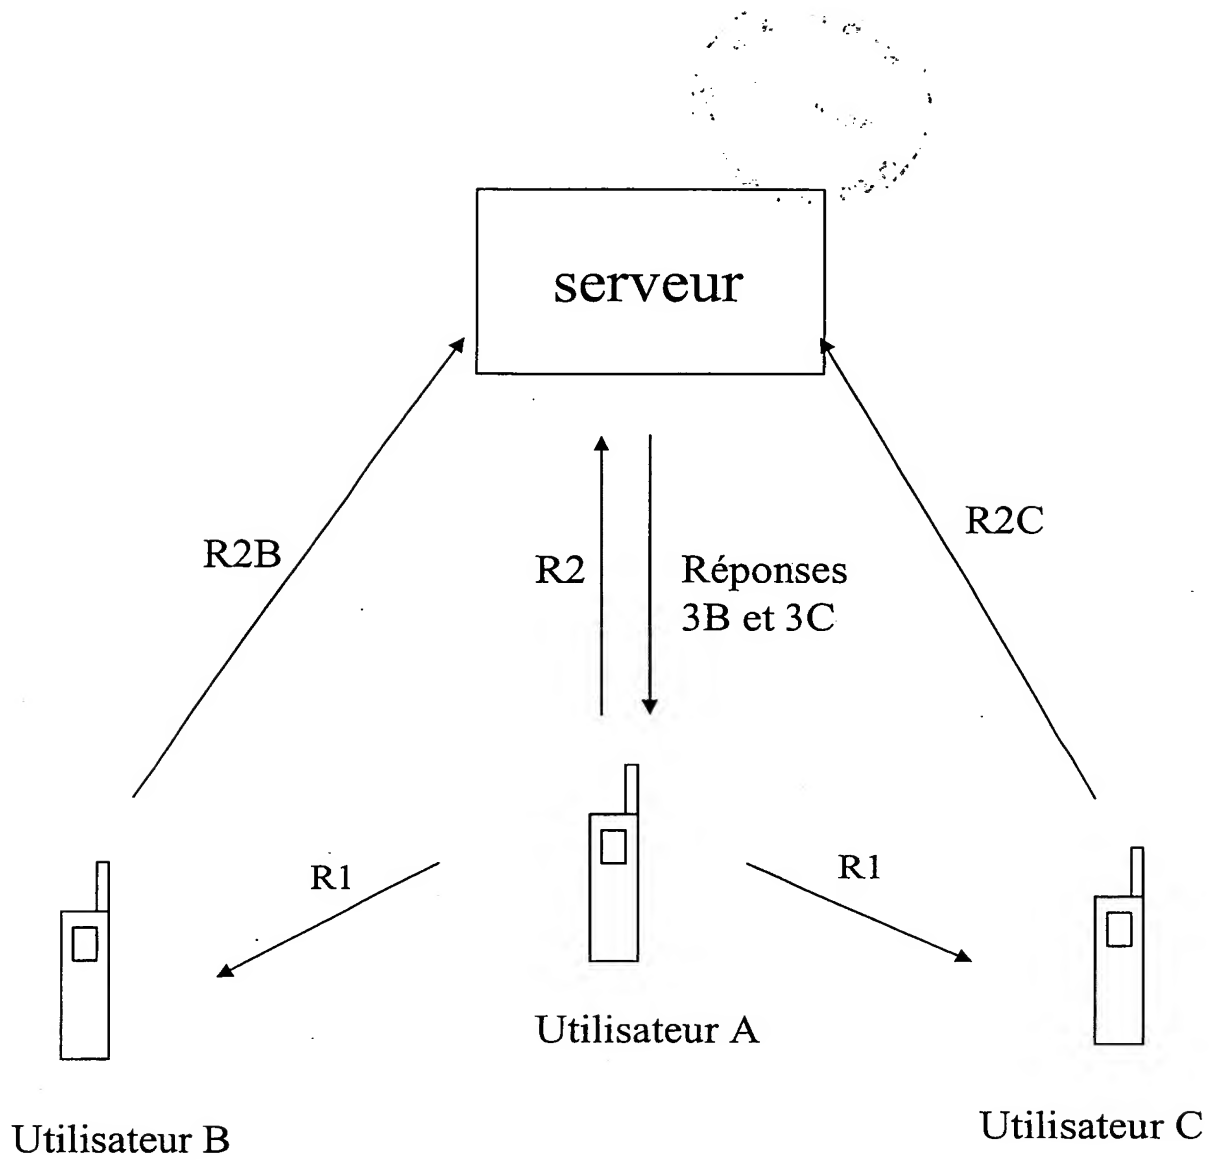 serveur
R2B
R2
Réponses
3B et 3C
R2C
R1
R1
Utilisateur A
Utilisateur B
Utilisateur C